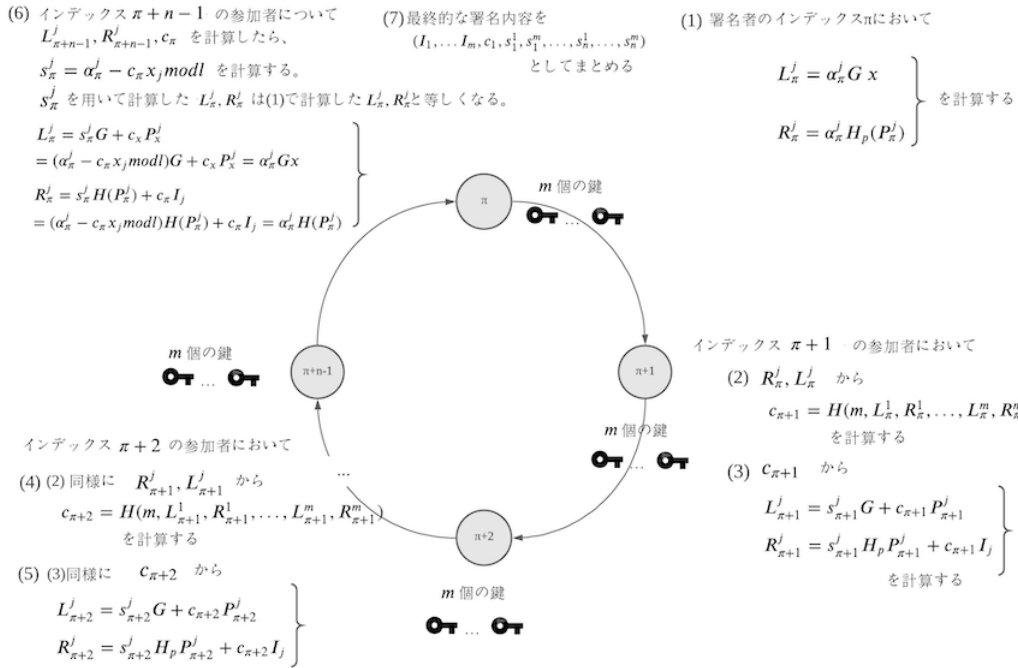 (6) インデックス π + n − 1 の参加者について
L^j_{π+n−1}, R^j_{π+n−1}, c_π を計算したら、
s^j_π = α^j_π − c_π x_j modl を計算する。
s^j_π を用いて計算した L^j_π, R^j_π は(1)で計算した L^j_π, R^j_πと等しくなる。
L^j_π = s^j_π G + c_x P^j_x
= (α^j_π − c_π x_j modl)G + c_x P^j_x = α^j_π Gx
R^j_π = s^j_π H(P^j_π) + c_π I_j
= (α^j_π − c_π x_j modl)H(P^j_π) + c_π I_j = α^j_π H(P^j_π)
(7)最終的な署名内容を
(I_1, … I_m, c_1, s^1_1, s^m_1, …, s^1_n, …, s^m_n)
としてまとめる
(1) 署名者のインデックスπにおいて
L^j_π = α^j_π G x
R^j_π = α^j_π H_p(P^j_π)
を計算する
π
m 個の鍵
…
インデックス π + 1 の参加者において
π+1
(2) R^j_π, L^j_π から
c_{π+1} = H(m, L^1_π, R^1_π, …, L^m_π, R^m_π
を計算する
m 個の鍵
…
(3) c_{π+1} から
L^j_{π+1} = s^j_{π+1} G + c_{π+1} P^j_{π+1}
R^j_{π+1} = s^j_{π+1} H_p P^j_{π+1} + c_{π+1} I_j
を計算する
m 個の鍵
…
π+n-1
インデックス π + 2 の参加者において
(4) (2) 同様に R^j_{π+1}, L^j_{π+1} から
c_{π+2} = H(m, L^1_{π+1}, R^1_{π+1}, …, L^m_{π+1}, R^m_{π+1})
を計算する
...
π+2
(5) (3)同様に c_{π+2} から
L^j_{π+2} = s^j_{π+2} G + c_{π+2} P^j_{π+2}
R^j_{π+2} = s^j_{π+2} H_p P^j_{π+2} + c_{π+2} I_j
m 個の鍵
…